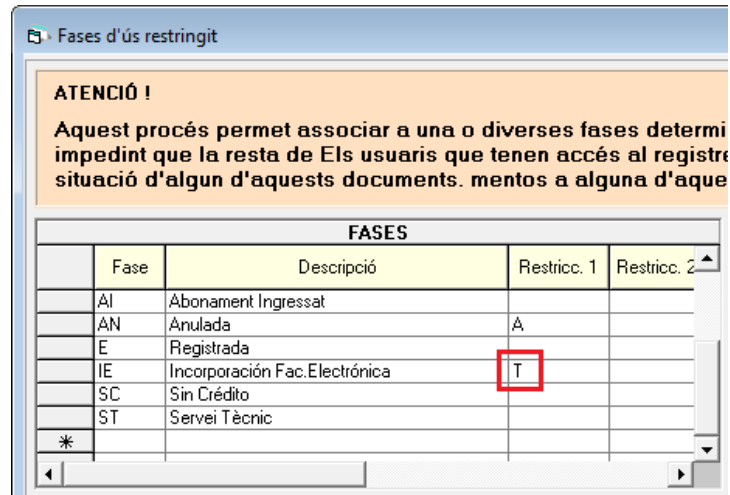 Fases d'ús restringit
ATENCIÓ !
Aquest procés permet associar a una o diverses fases determi
impedint que la resta de Els usuaris que tenen accés al registre
situació d'algun d'aquests documents. mentos a alguna d'aque
FASES
Fase Descripció Restricc. 1 Restricc. 2
AI Abonament Ingressat
AN Anulada A
E Registrada
IE Incorporación Fac.Electrónica T
SC Sin Crédito
ST Servei Tècnic